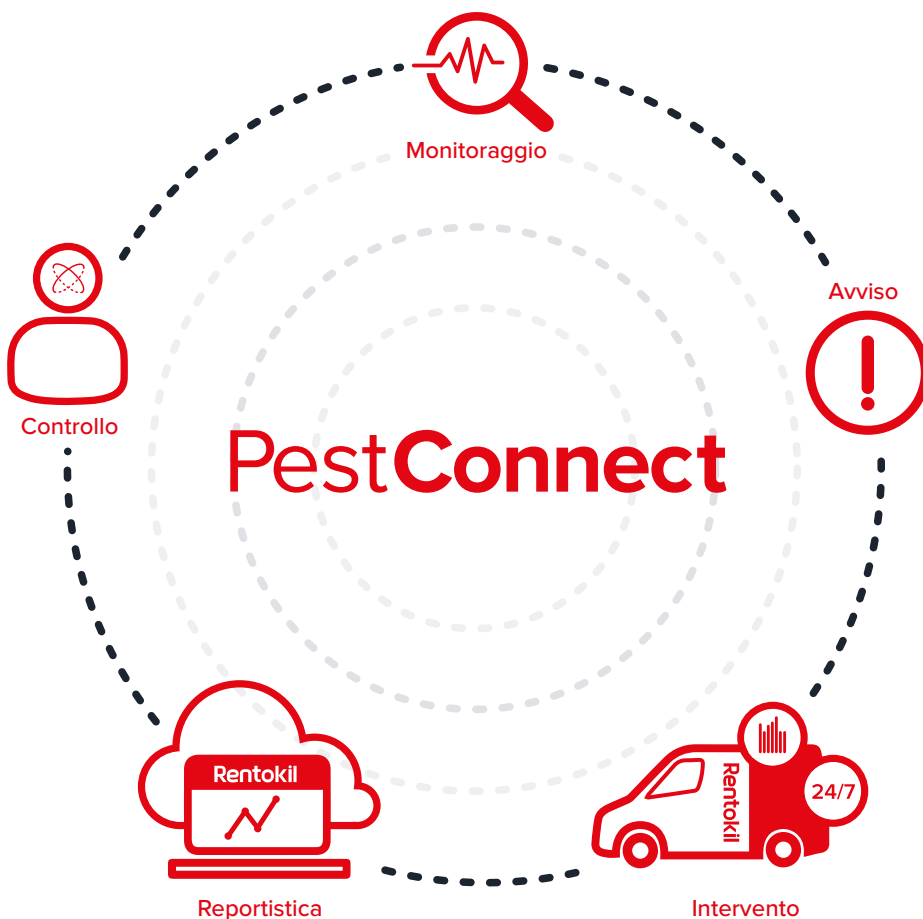 Monitoraggio
Avviso
Controllo
PestConnect
Rentokil
Rentokil
24/7
Reportistica
Intervento